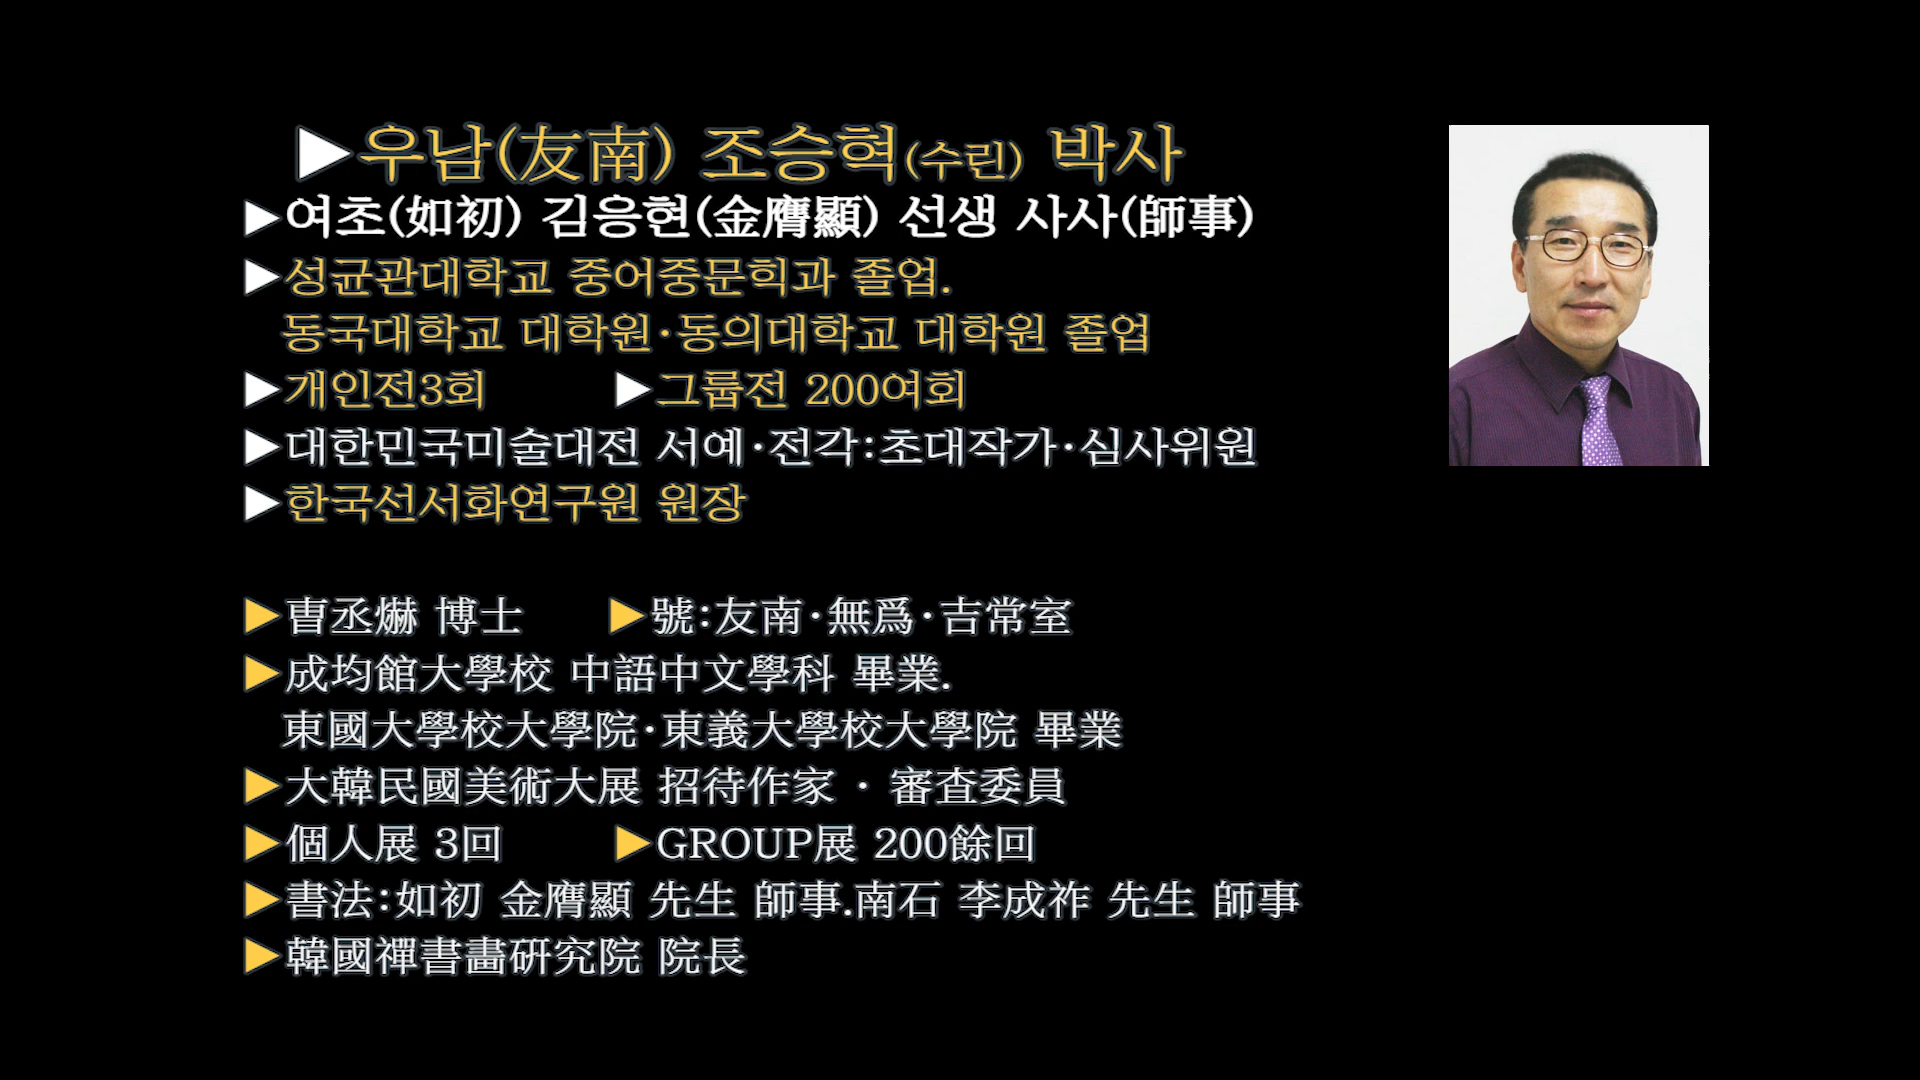 ▶우남(友南) 조승혁(수린) 박사
▶여초(如初) 김응현(金膺顯) 선생 사사(師事)
▶성균관대학교 중어중문힉과 졸업.
동국대학교 대학원·동의대학교 대학원 졸업
▶개인전3회 ▶그룹전 200여회
▶대한민국미술대전 서예·전각:초대작가·심사위원
▶한국선서화연구원 원장
▶曺丞爀 博士 ▶號:友南·無爲·吉常室
▶成均館大學校 中語中文學科 畢業.
東國大學校大學院·東義大學校大學院 畢業
▶大韓民國美術大展 招待作家 · 審査委員
▶個人展 3回 ▶GROUP展 200餘回
▶書法:如初 金膺顯 先生 師事.南石 李成祚 先生 師事
▶韓國禪書畵硏究院 院長